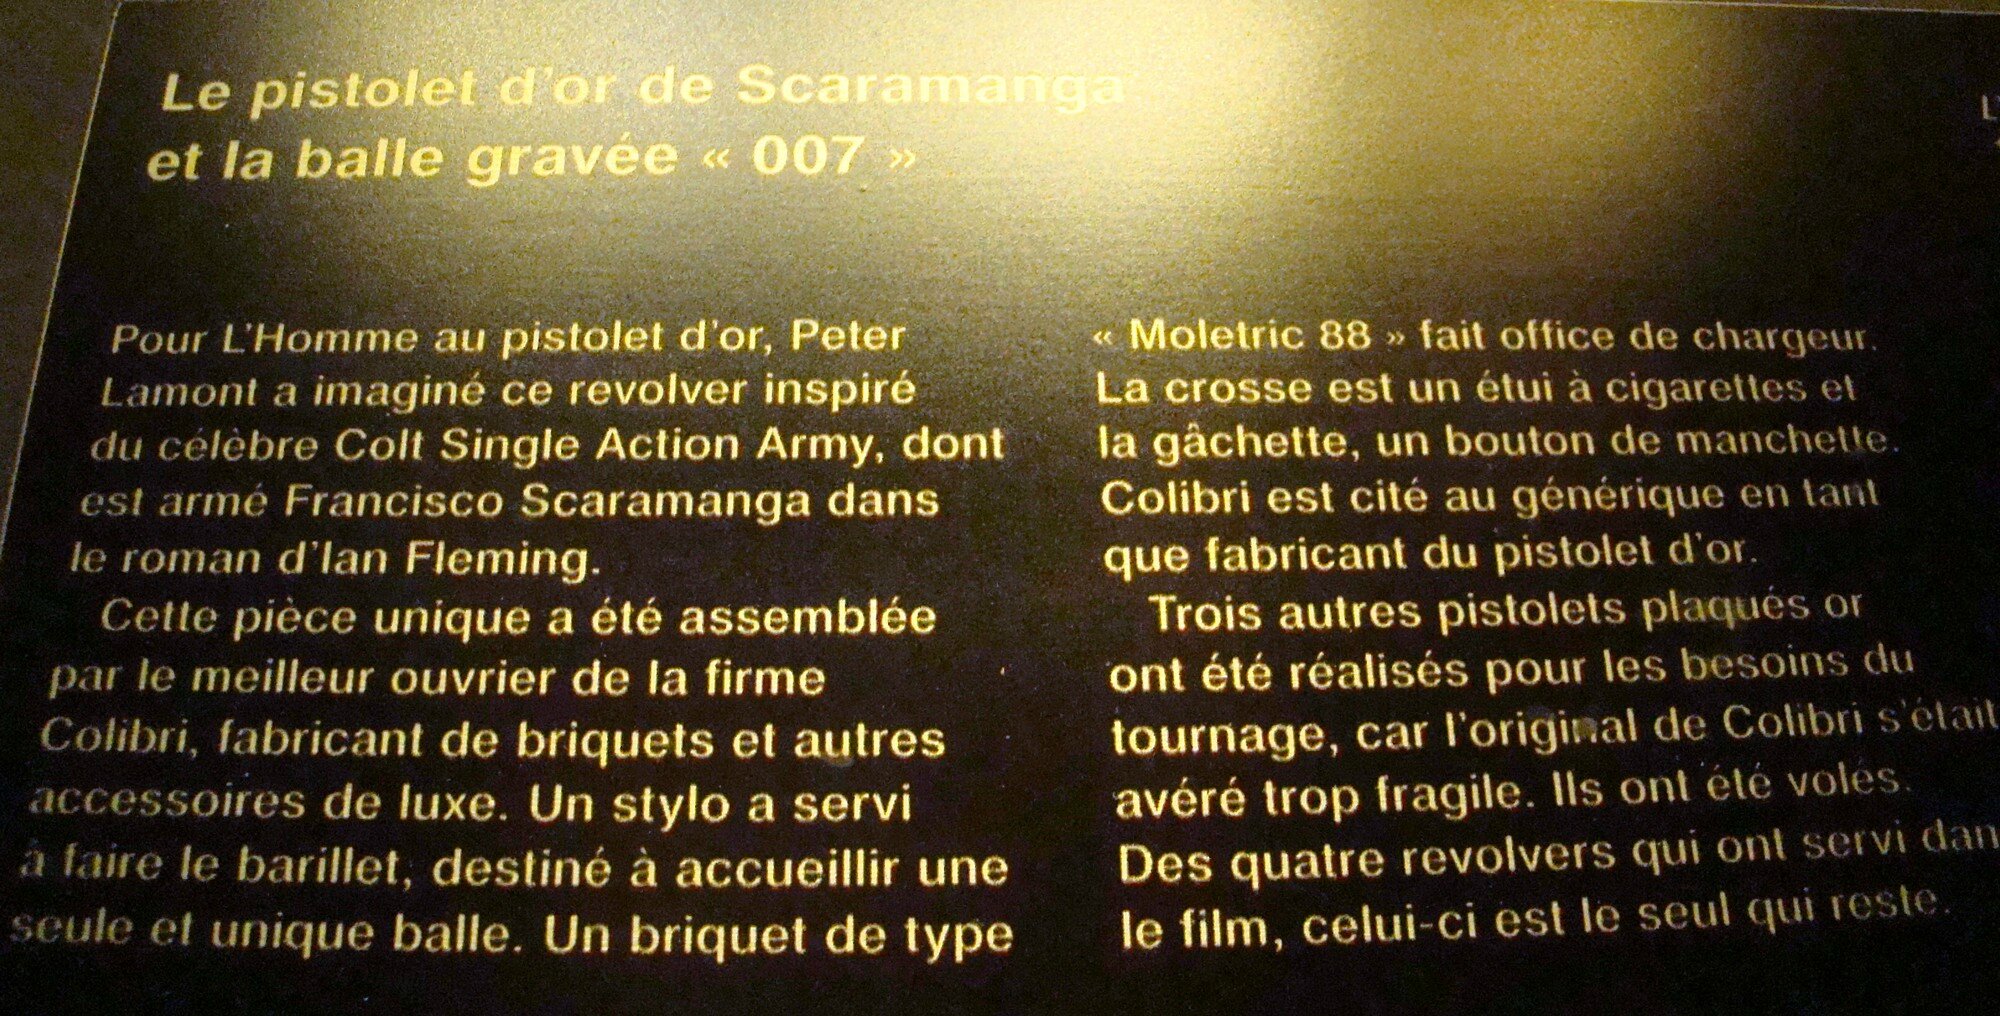 Le pistolet d'or de Scaramanga
et la balle gravée « 007 »
Pour L'Homme au pistolet d'or, Peter
Lamont a imaginé ce revolver inspiré
du célèbre Colt Single Action Army, dont
est armé Francisco Scaramanga dans
le roman d'Ian Fleming.
Cette pièce unique a été assemblée
par le meilleur ouvrier de la firme
Colibri, fabricant de briquets et autres
accessoires de luxe. Un stylo a servi
à faire le barillet, destiné à accueillir une
seule et unique balle. Un briquet de type
« Moletric 88 » fait office de chargeur.
La crosse est un étui à cigarettes et
la gâchette, un bouton de manchette.
Colibri est cité au générique en tant
que fabricant du pistolet d'or.
Trois autres pistolets plaqués or
ont été réalisés pour les besoins du
tournage, car l'original de Colibri s'était
avéré trop fragile. Ils ont été volés.
Des quatre revolvers qui ont servi dan
le film, celui-ci est le seul qui reste.